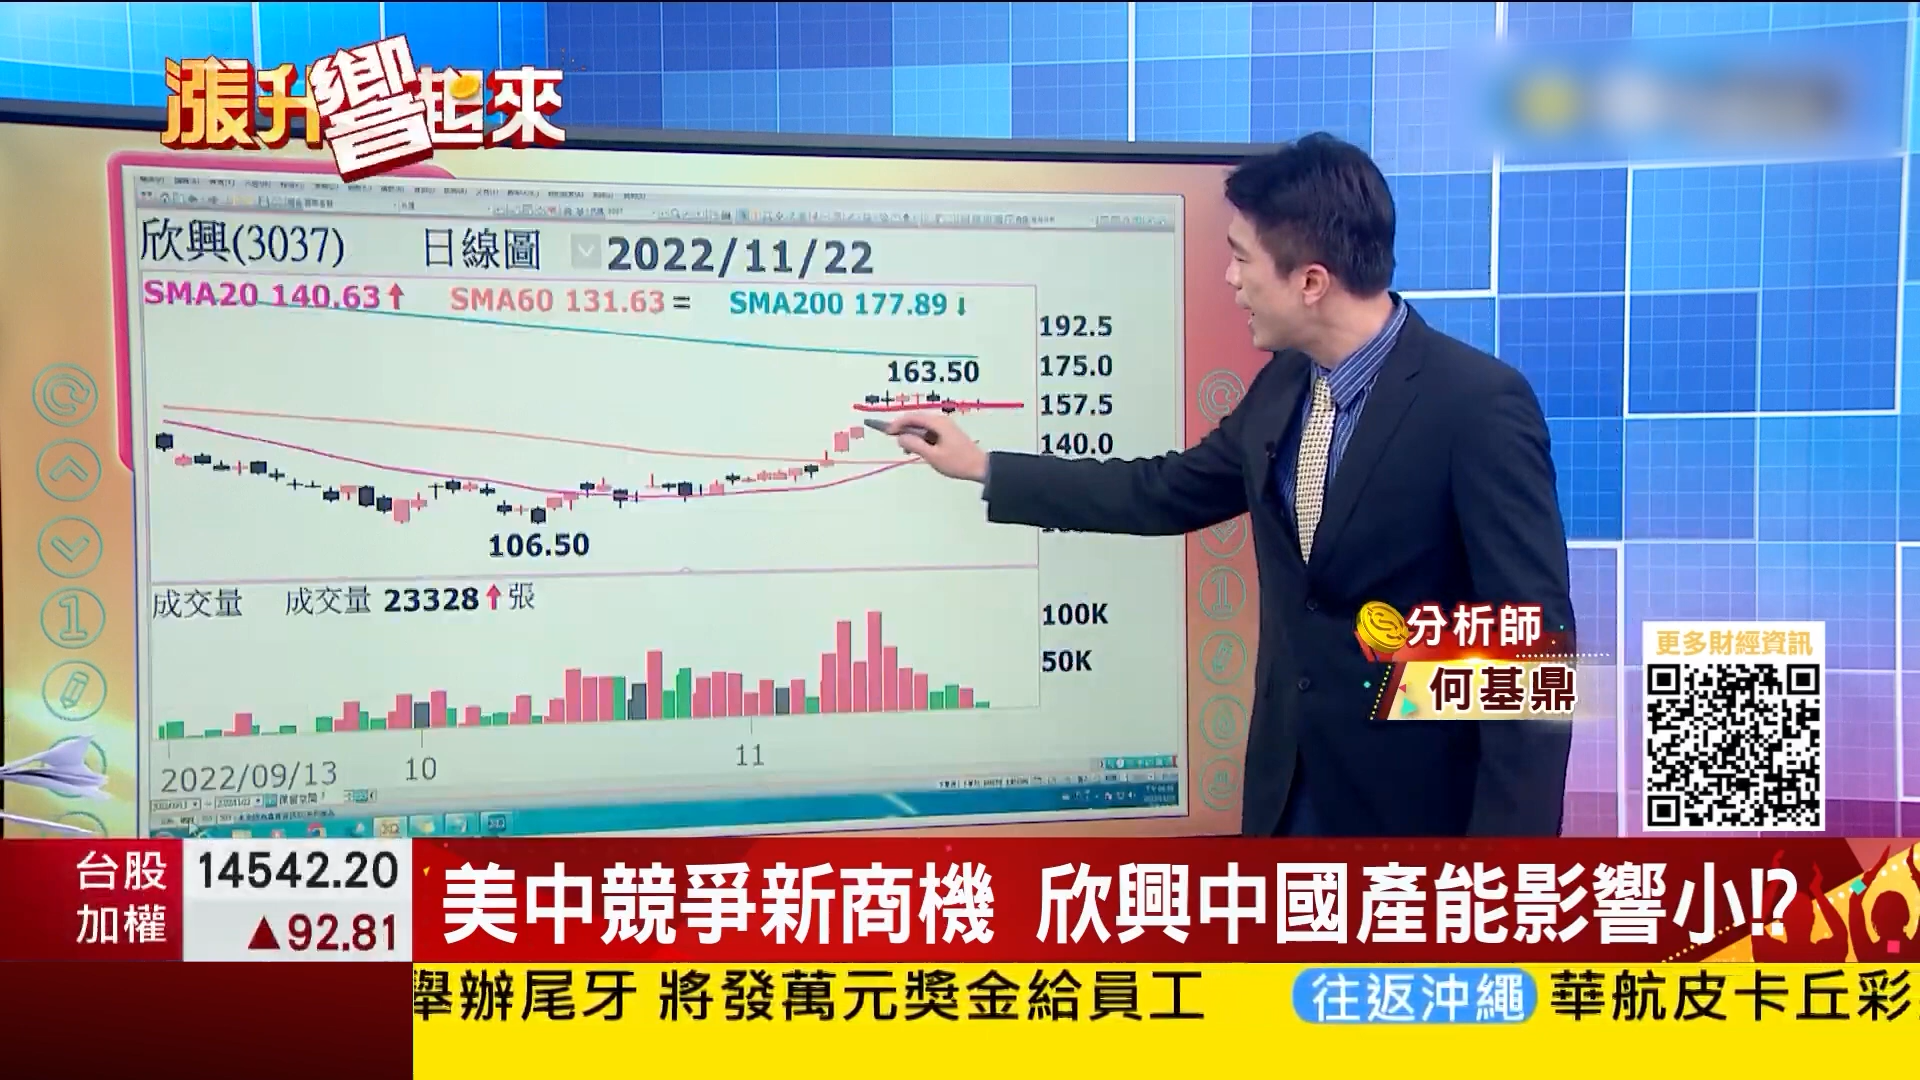 漲升響起來
欣興(3037) 日線圖 2022/11/22
SMA20 140.63↑ SMA60 131.63= SMA200 177.89↓
192.5
175.0
163.50
157.5
140.0
106.50
成交量 成交量 23328↑張
100K
50K
2022/09/13 10 11
分析師
何基鼎
更多財經資訊
台股
加權
14542.20
▲92.81
美中競爭新商機 欣興中國產能影響小!?
舉辦尾牙 將發萬元獎金給員工 往返沖繩 華航皮卡丘彩